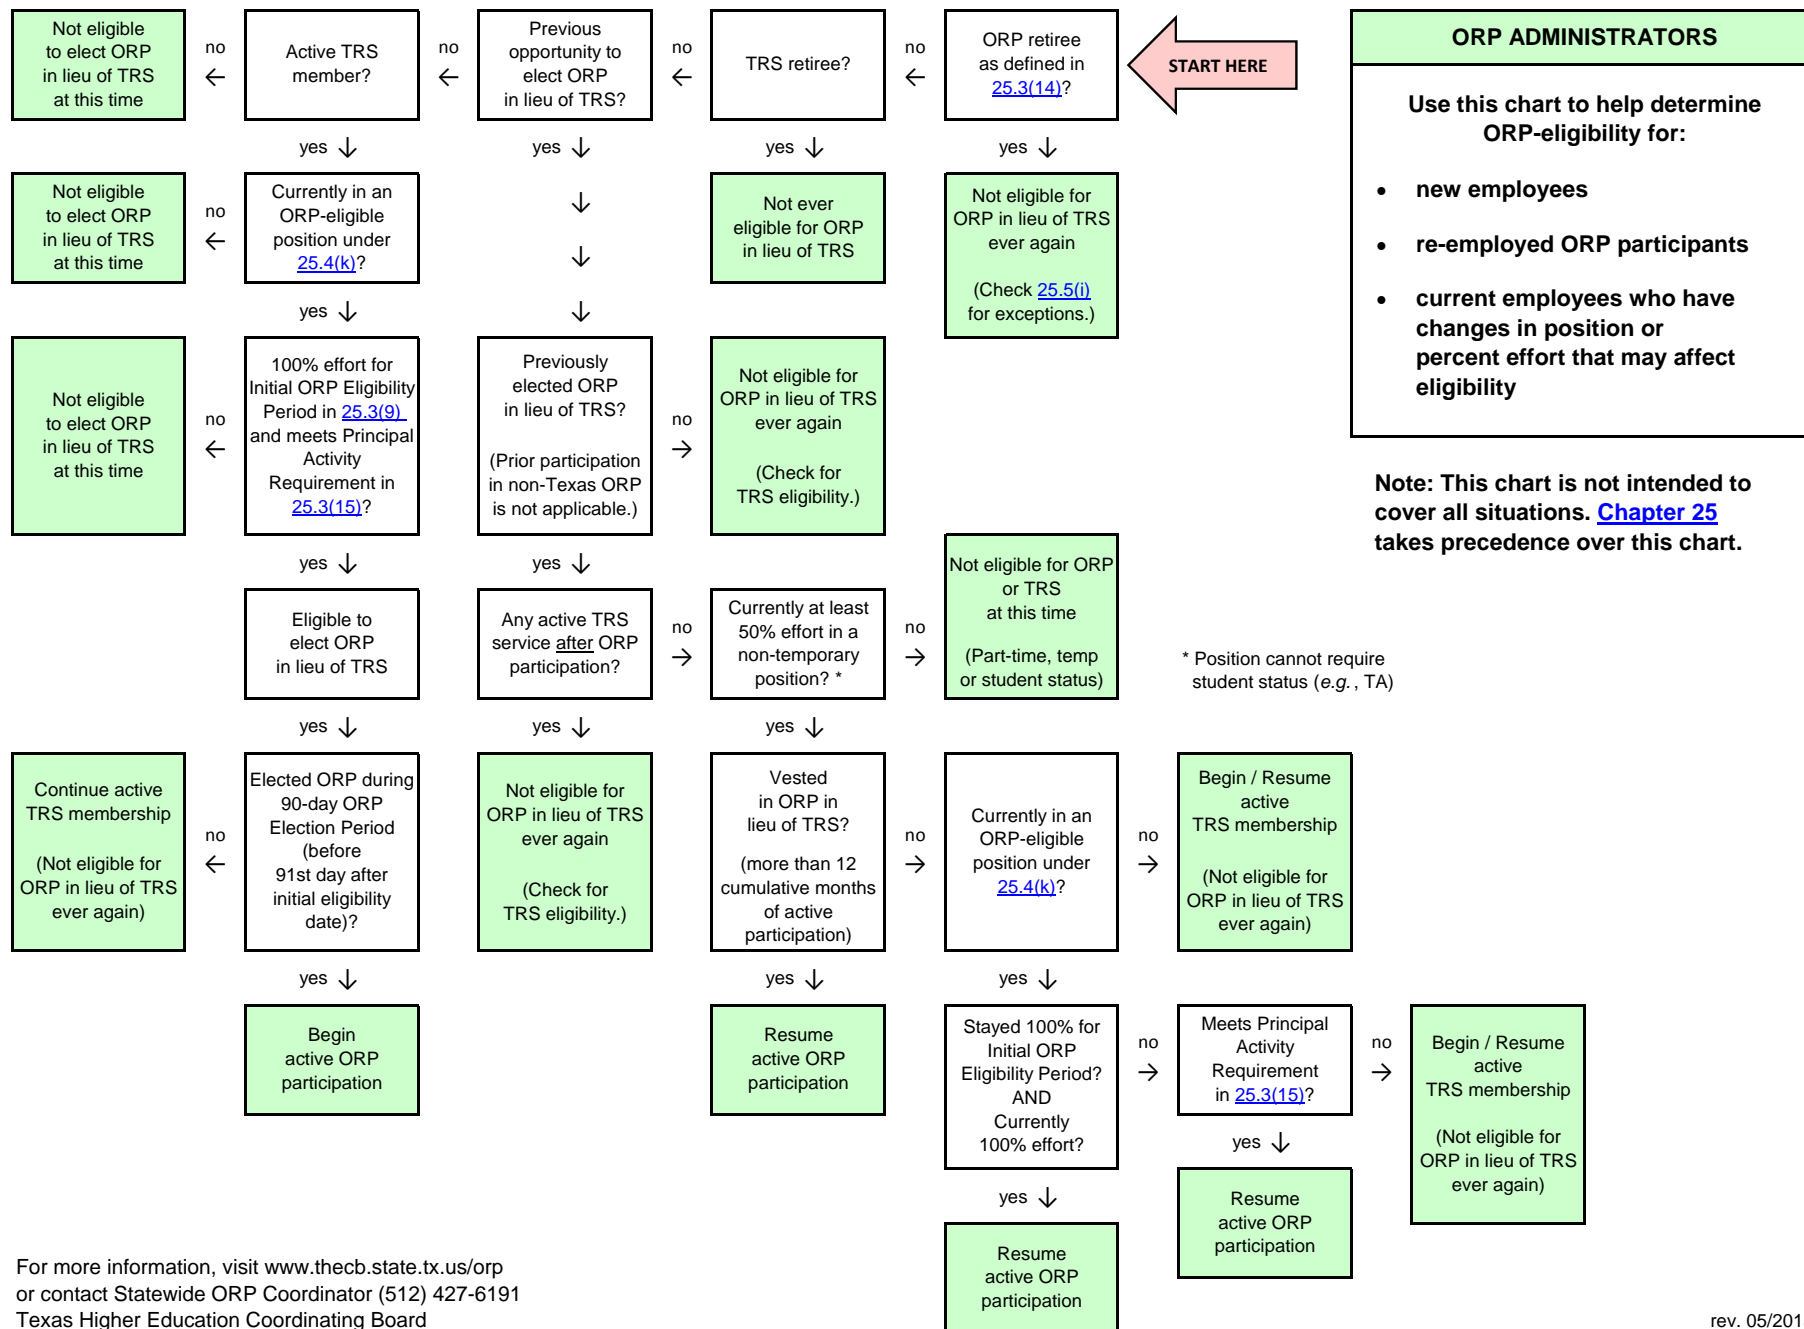 Not eligible
to elect ORP
in lieu of TRS
at this time
no
←
Active TRS
member?
no
←
Previous
opportunity to
elect ORP
in lieu of TRS?
no
←
TRS retiree?
no
←
ORP retiree
as defined in
25.3(14)?
START HERE
ORP ADMINISTRATORS
Use this chart to help determine
ORP-eligibility for:
• new employees
• re-employed ORP participants
• current employees who have
changes in position or
percent effort that may affect
eligibility
Note: This chart is not intended to
cover all situations. Chapter 25
takes precedence over this chart.
yes ↓
yes ↓
yes ↓
yes ↓
Not eligible
to elect ORP
in lieu of TRS
at this time
no
←
Currently in an
ORP-eligible
position under
25.4(k)?
↓
↓
Not ever
eligible for ORP
in lieu of TRS
Not eligible for
ORP in lieu of TRS
ever again
(Check 25.5(i)
for exceptions.)
yes ↓
↓
Not eligible
to elect ORP
in lieu of TRS
at this time
no
←
100% effort for
Initial ORP Eligibility
Period in 25.3(9)
and meets Principal
Activity
Requirement in
25.3(15)?
Previously
elected ORP
in lieu of TRS?
(Prior participation
in non-Texas ORP
is not applicable.)
no
→
Not eligible for
ORP in lieu of TRS
ever again
(Check for
TRS eligibility.)
yes ↓
yes ↓
Eligible to
elect ORP
in lieu of TRS
Any active TRS
service after ORP
participation?
no
→
Currently at least
50% effort in a
non-temporary
position? *
no
→
Not eligible for ORP
or TRS
at this time
(Part-time, temp
or student status)
* Position cannot require
student status (e.g., TA)
yes ↓
yes ↓
yes ↓
Continue active
TRS membership
(Not eligible for
ORP in lieu of TRS
ever again)
no
←
Elected ORP during
90-day ORP
Election Period
(before
91st day after
initial eligibility
date)?
Not eligible for
ORP in lieu of TRS
ever again
(Check for
TRS eligibility.)
Vested
in ORP in
lieu of TRS?
(more than 12
cumulative months
of active
participation)
no
→
Currently in an
ORP-eligible
position under
25.4(k)?
no
→
Begin / Resume
active
TRS membership
(Not eligible for
ORP in lieu of TRS
ever again)
yes ↓
yes ↓
yes ↓
Begin
active ORP
participation
Resume
active ORP
participation
Stayed 100% for
Initial ORP
Eligibility Period?
AND
Currently
100% effort?
no
→
Meets Principal
Activity
Requirement
in 25.3(15)?
no
→
Begin / Resume
active
TRS membership
(Not eligible for
ORP in lieu of TRS
ever again)
yes ↓
yes ↓
Resume
active ORP
participation
Resume
active ORP
participation
For more information, visit www.thecb.state.tx.us/orp
or contact Statewide ORP Coordinator (512) 427-6191
Texas Higher Education Coordinating Board
rev. 05/201